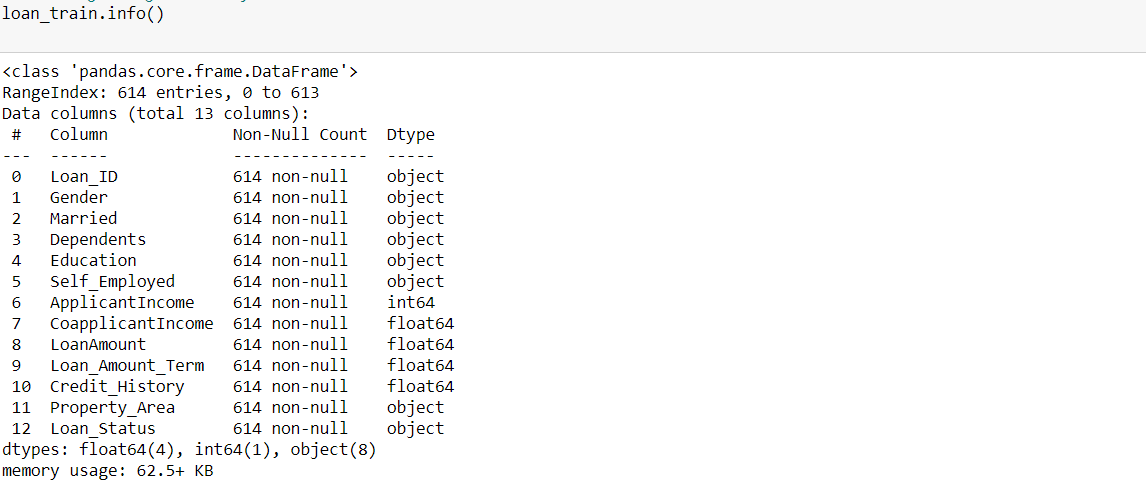 loan_train.info()
<class 'pandas.core.frame.DataFrame'>
RangeIndex: 614 entries, 0 to 613
Data columns (total 13 columns):
 #   Column             Non-Null Count  Dtype
---  ------             --------------  -----
 0   Loan_ID            614 non-null    object
 1   Gender             614 non-null    object
 2   Married            614 non-null    object
 3   Dependents         614 non-null    object
 4   Education          614 non-null    object
 5   Self_Employed      614 non-null    object
 6   ApplicantIncome    614 non-null    int64
 7   CoapplicantIncome  614 non-null    float64
 8   LoanAmount         614 non-null    float64
 9   Loan_Amount_Term   614 non-null    float64
 10  Credit_History     614 non-null    float64
 11  Property_Area      614 non-null    object
 12  Loan_Status        614 non-null    object
dtypes: float64(4), int64(1), object(8)
memory usage: 62.5+ KB